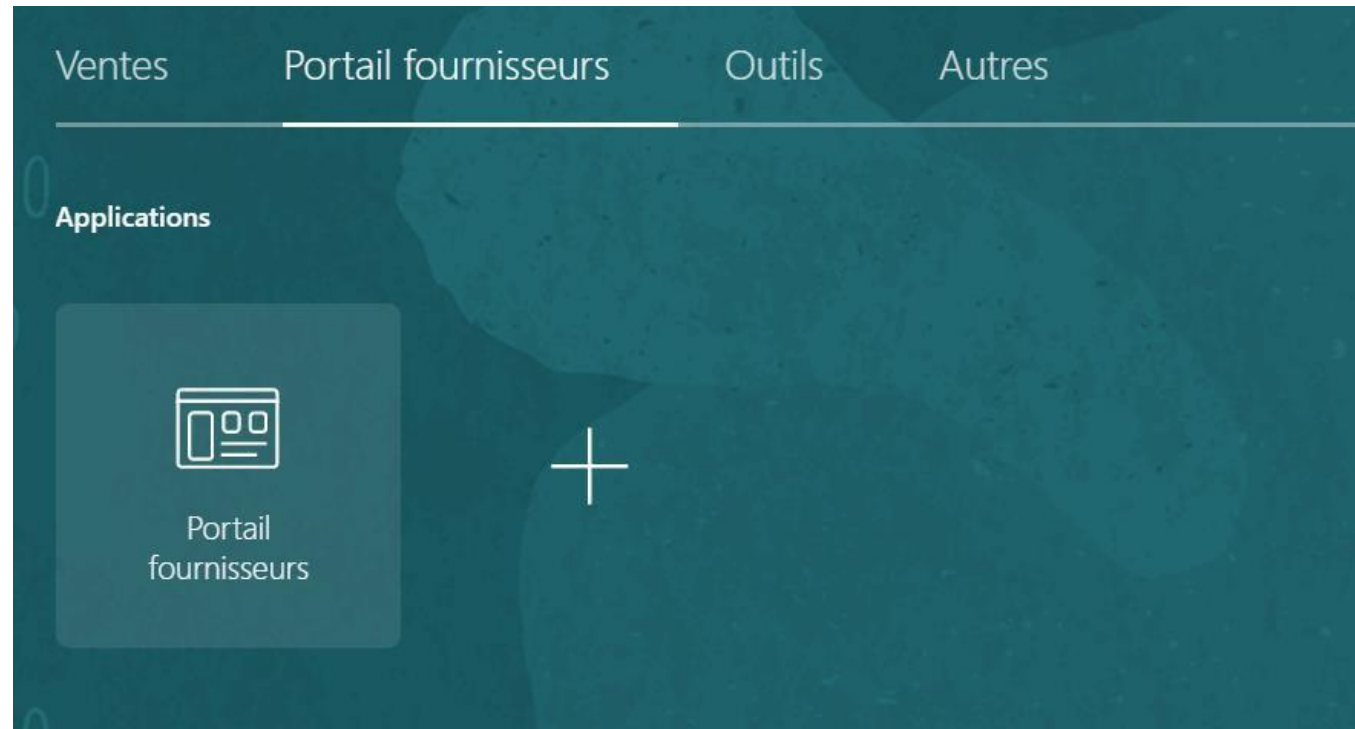 Ventes Portail fournisseurs Outils Autres
Applications
Portail
fournisseurs